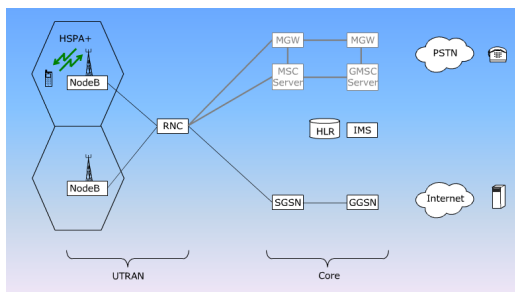 HSPA+
NodeB
NodeB
RNC
UTRAN
MGW
MGW
MSC
Server
GMSC
Server
HLR
IMS
SGSN
GGSN
Core
PSTN
Internet